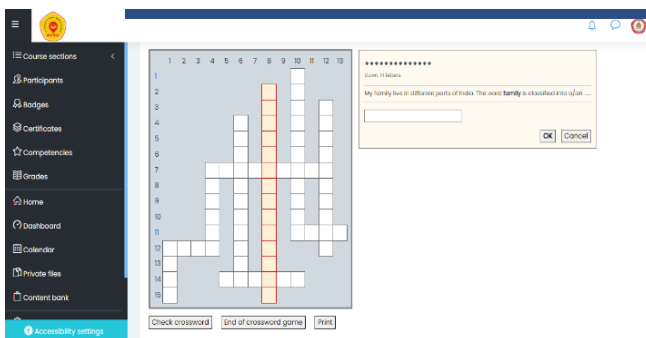 Course sections
Participants
Badges
Certificates
Competencies
Grades
Home
Dashboard
Calendar
Private files
Content bank
Accessibility settings
1 2 3 4 5 6 7 8 9 10 11 12 13
1
2
3
4
5
6
7
8
9
10
11
12
13
14
15
Check crossword
End of crossword game
Print
My family live in different parts of India. The word family is classified into a/an ....
OK
Cancel